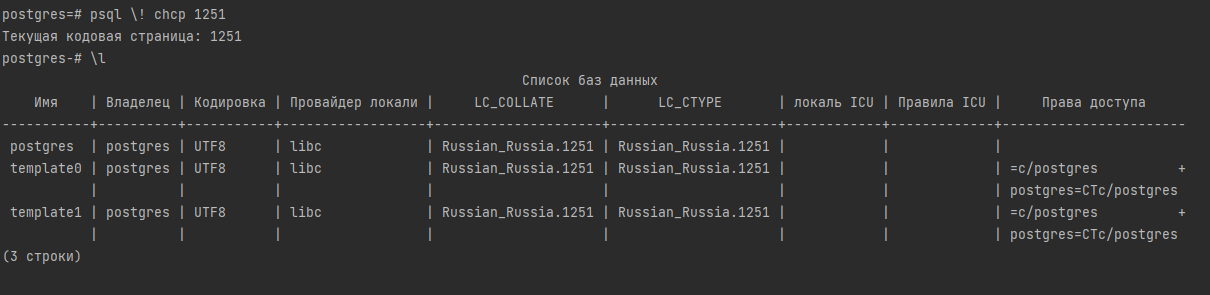 postgres=# psql \! chcp 1251
Текущая кодовая страница: 1251
postgres-# \l
                                                                 Список баз данных
    Имя    | Владелец | Кодировка | Провайдер локали |     LC_COLLATE      |      LC_CTYPE       | локаль ICU | Правила ICU |     Права доступа
-----------+----------+-----------+------------------+---------------------+---------------------+------------+-------------+-----------------------
 postgres  | postgres | UTF8      | libc             | Russian_Russia.1251 | Russian_Russia.1251 |            |             |
 template0 | postgres | UTF8      | libc             | Russian_Russia.1251 | Russian_Russia.1251 |            |             | =c/postgres          +
           |          |           |                  |                     |                     |            |             | postgres=CTc/postgres
 template1 | postgres | UTF8      | libc             | Russian_Russia.1251 | Russian_Russia.1251 |            |             | =c/postgres          +
           |          |           |                  |                     |                     |            |             | postgres=CTc/postgres
(3 строки)